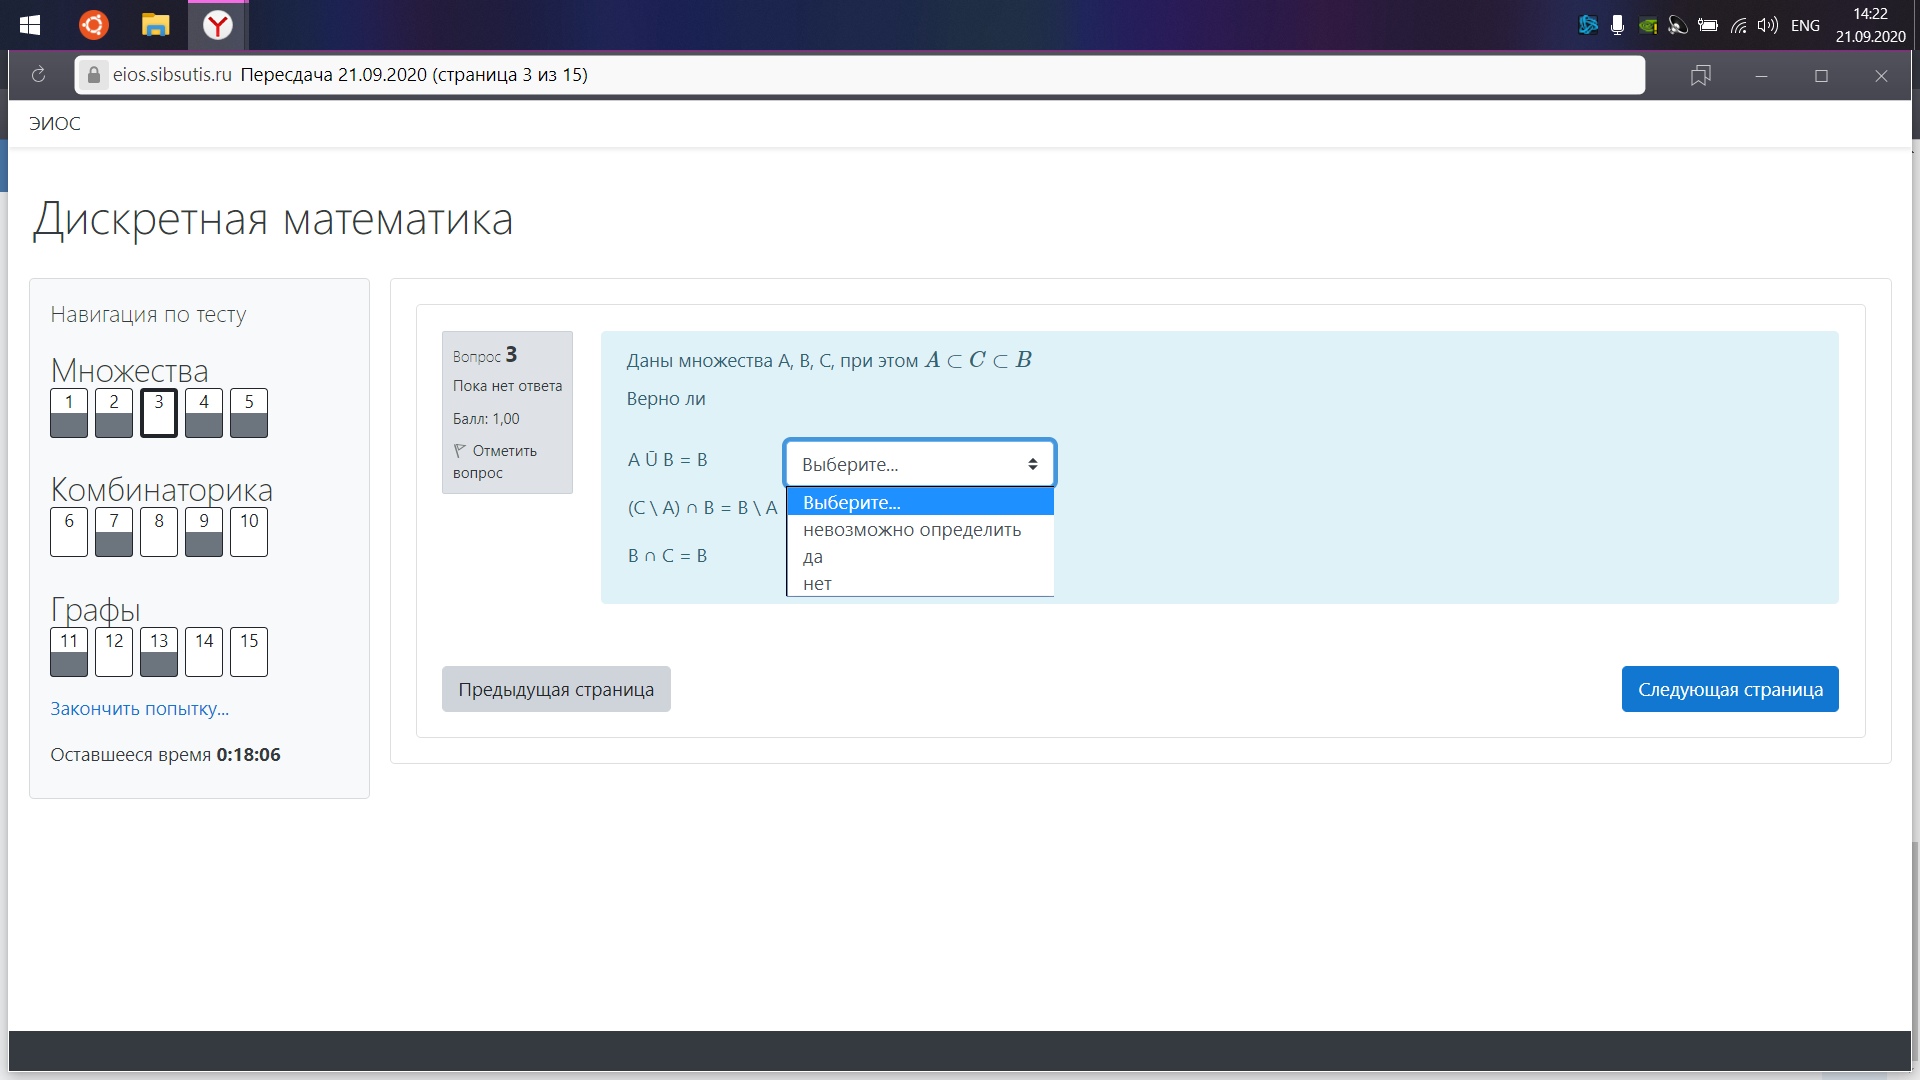 ENG
14:22
21.09.2020
eios.sibsutis.ru Пересдача 21.09.2020 (страница 3 из 15)
ЭИОС
Дискретная математика
Навигация по тесту
Множества
1 2 3 4 5
Комбинаторика
6 7 8 9 10
Графы
11 12 13 14 15
Закончить попытку...
Оставшееся время 0:18:06
Вопрос 3
Пока нет ответа
Балл: 1,00
Отметить
вопрос
Даны множества A, B, C, при этом A ⊂ C ⊂ B
Верно ли
A Ū B = B
Выберите...
(C \ A) ∩ B = B \ A
B ∩ C = B
Выберите...
невозможно определить
да
нет
Предыдущая страница
Следующая страница